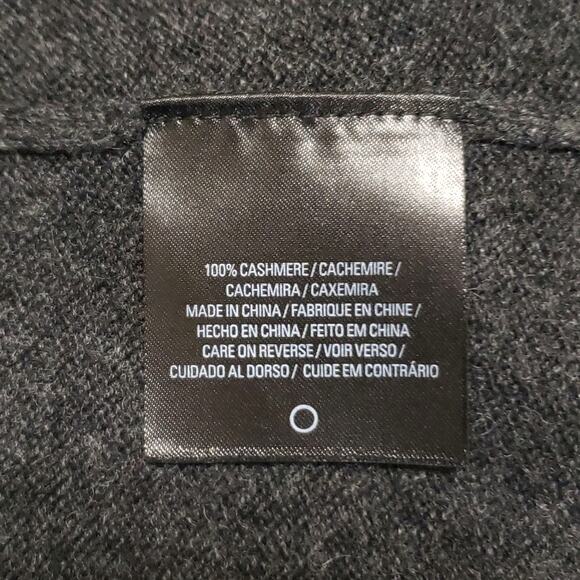 100% CASHMERE / CACHEMIRE /
CACHEMIRA / CAXEMIRA
MADE IN CHINA / FABRIQUE EN CHINE /
HECHO EN CHINA / FEITO EM CHINA
CARE ON REVERSE / VOIR VERSO /
CUIDADO AL DORSO / CUIDE EM CONTRÁRIO